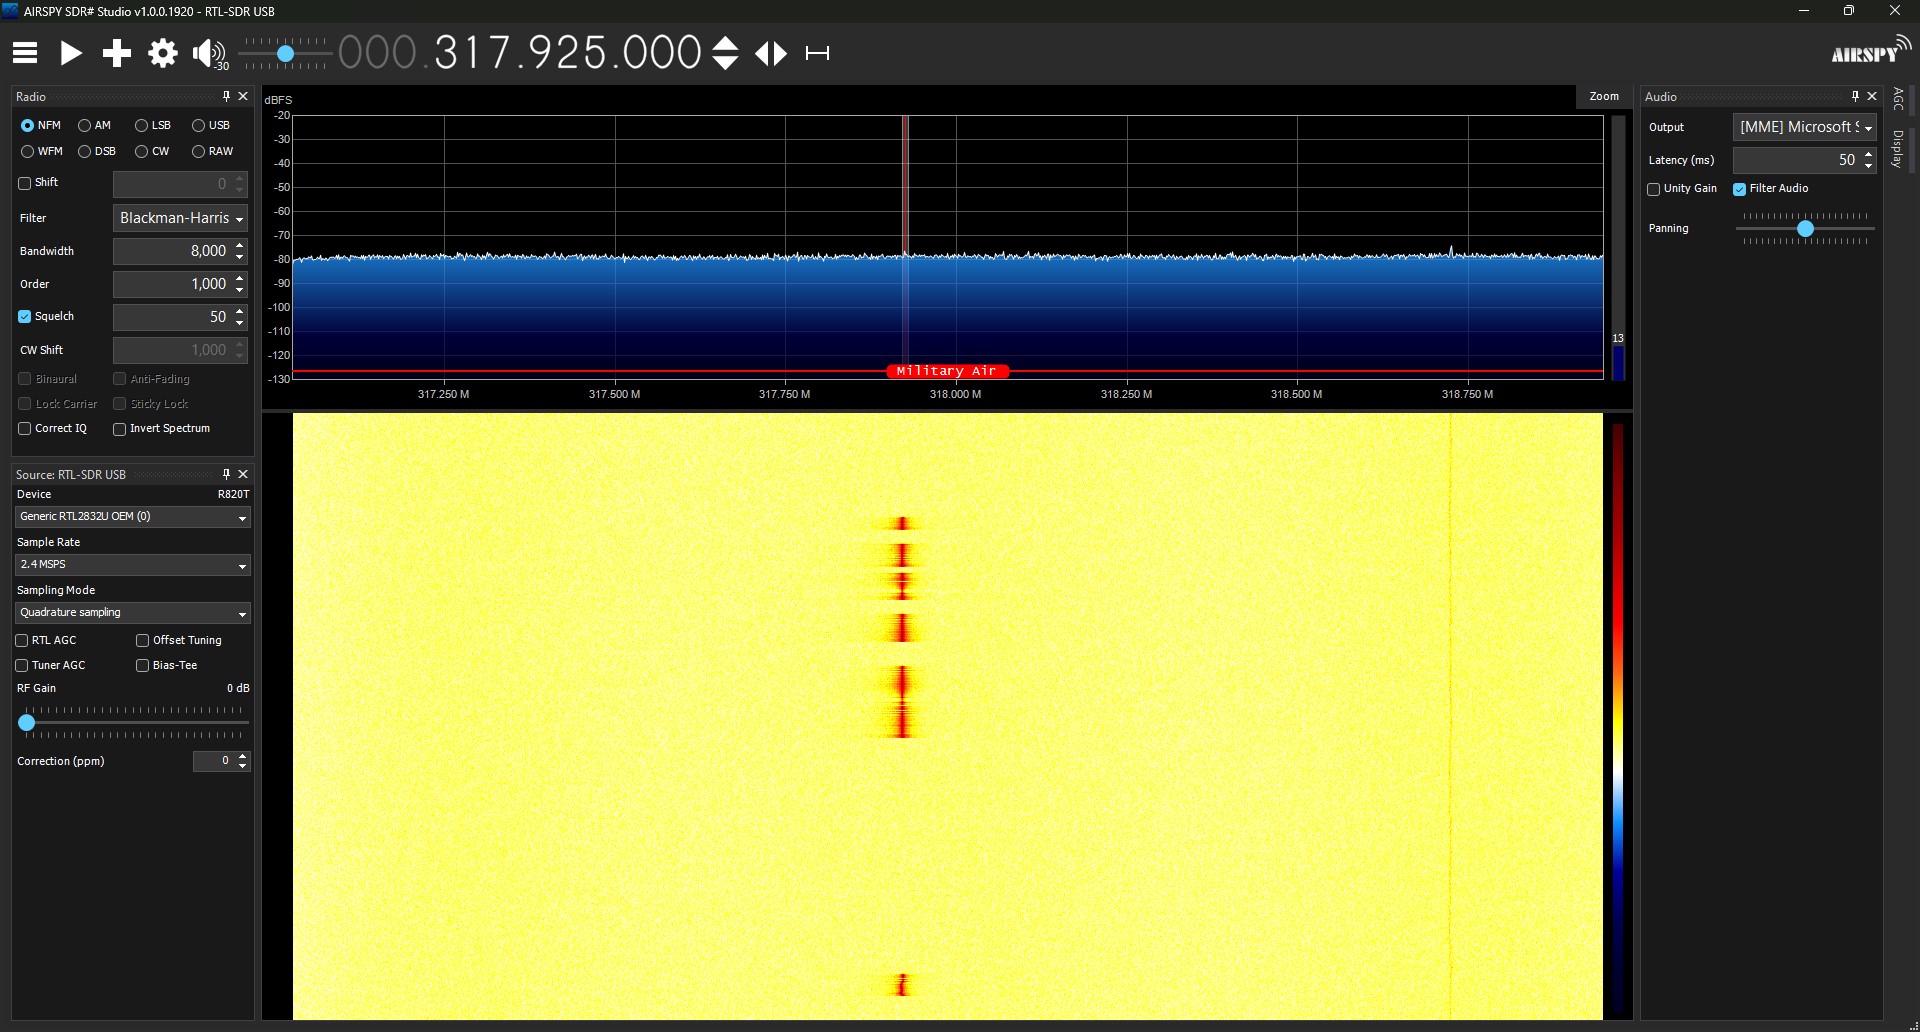 AIRSPY SDR# Studio v1.0.0.1920 - RTL-SDR USB
-30
000.317.925.000
AIRSPY
Radio
NFM AM LSB USB
WFM DSB CW RAW
Shift 0
Filter Blackman-Harris
Bandwidth 8,000
Order 1,000
Squelch 50
CW Shift 1,000
Binaural Anti-Fading
Lock Carrier Sticky Lock
Correct IQ Invert Spectrum
Source: RTL-SDR USB
Device R820T
Generic RTL2832U OEM (0)
Sample Rate
2.4 MSPS
Sampling Mode
Quadrature sampling
RTL AGC Offset Tuning
Tuner AGC Bias-Tee
RF Gain 0 dB
Correction (ppm) 0
dBFS
Zoom
-20
-30
-40
-50
-60
-70
-80
-90
-100
-110
-120
-130
13
Military Air
317.250 M 317.500 M 317.750 M 318.000 M 318.250 M 318.500 M 318.750 M
Audio
Output [MME] Microsoft S
Latency (ms) 50
Unity Gain Filter Audio
Panning
AGC
Display